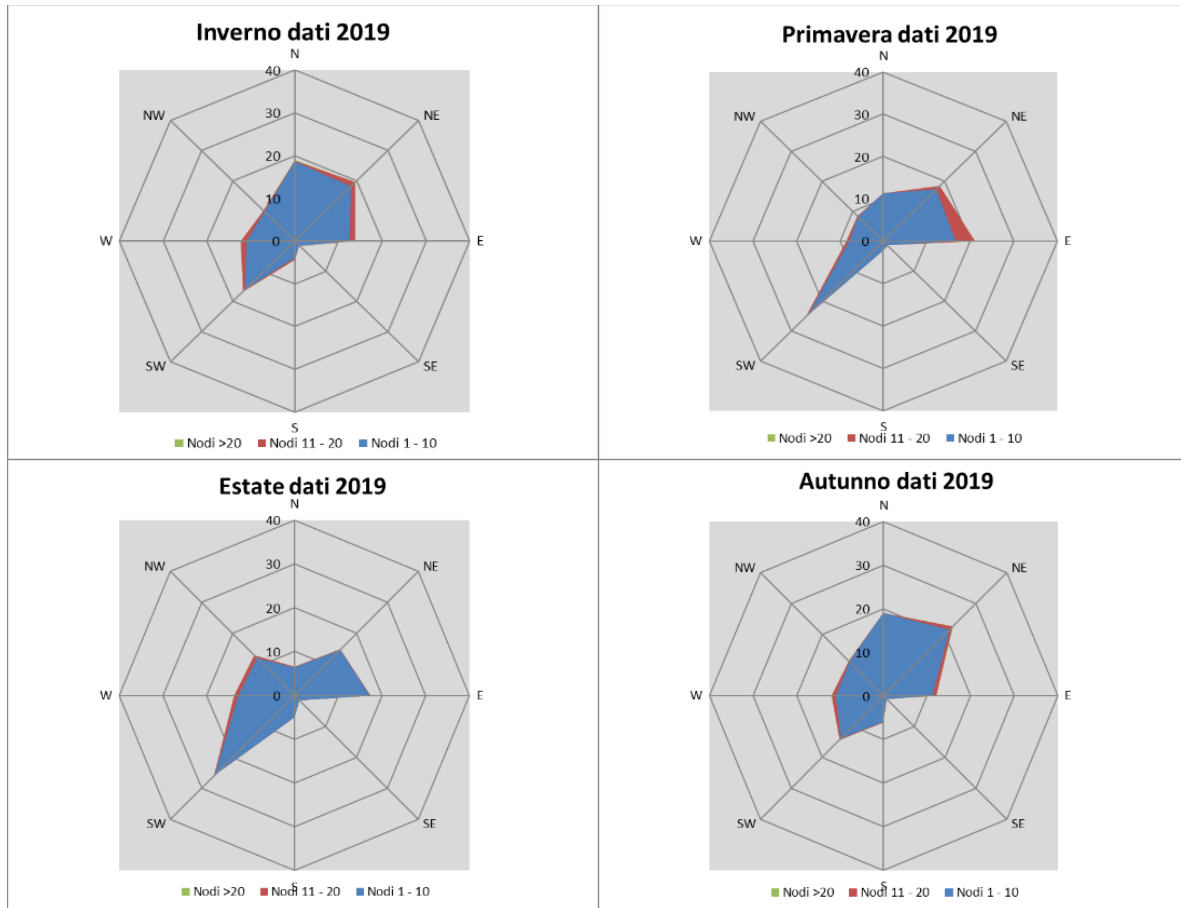 Inverno dati 2019
N
40
NW
NE
30
20
10
W
0
E
SW
SE
S
Nodi >20 Nodi 11 - 20 Nodi 1 - 10
Primavera dati 2019
N
40
NW
NE
30
20
10
W
0
E
SW
SE
S
Nodi >20 Nodi 11 - 20 Nodi 1 - 10
Estate dati 2019
N
40
NW
NE
30
20
10
W
0
E
SW
SE
S
Nodi >20 Nodi 11 - 20 Nodi 1 - 10
Autunno dati 2019
N
40
NW
NE
30
20
10
W
0
E
SW
SE
S
Nodi >20 Nodi 11 - 20 Nodi 1 - 10